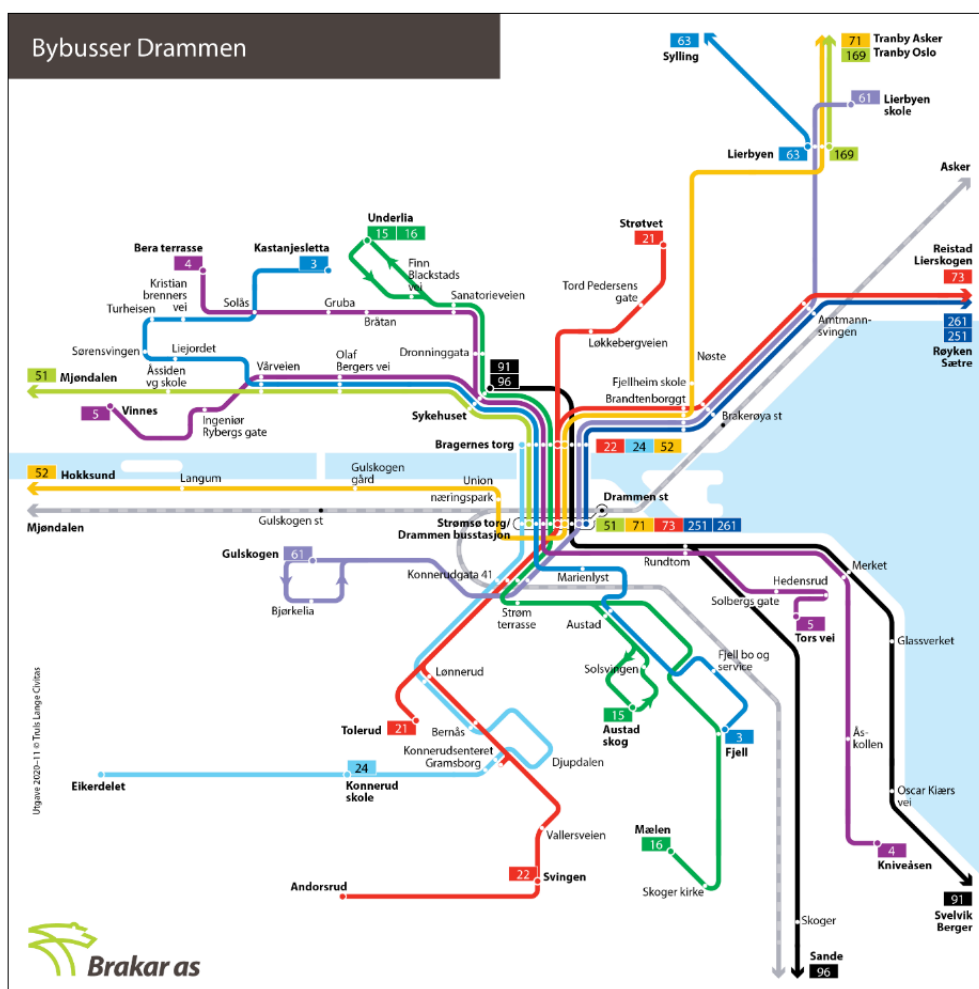 Bybusser Drammen
63
Sylling
71
Tranby Asker
169
Tranby Oslo
61
Lierbyen
skole
Lierbyen
63
169
Asker
Underlia
15
16
Strøtvet
21
Bera terrasse
4
Kastanjesletta
3
Finn
Blackstads
vei
Reistad
Lierskogen
73
Kristian
brenners
vei
Tord Pedersens
gate
Turheisen
Solås
Gruba
Sanatorieveien
Bråtan
261
251
Røyken
Sætre
Amtmann-
svingen
Løkkebergveien
Sørensvingen
Liejordet
Dronninggata
Nøste
51
Mjøndalen
Åssiden
vg skole
Vårveien
Olaf
Bergers vei
91
96
Fjellheim skole
Brandtenborggt
5
Vinnes
Ingeniør
Rybergs gate
Sykehuset
Brakerøya st
Bragernes torg
22
24
52
52
Hokksund
Langum
Gulskogen
gård
Union
næringspark
Drammen st
Mjøndalen
Gulskogen st
Strømsø torg/
Drammen busstasjon
51
71
73
251
261
Gulskogen
61
Konnerudgata 41
Marienlyst
Rundtom
Merket
Bjørkelia
Hedensrud
Solbergs gate
Strøm
terrasse
Austad
5
Tors vei
Glassverket
Lønnerud
Solsvingen
Fjell bo og
service
Tolerud
21
Bernås
15
Austad
skog
3
Fjell
Ås-
kollen
Konnerudsenteret
Gramsborg
Djupdalen
24
Eikerdelet
Konnerud
skole
Oscar Kiærs
vei
Vallersveien
Mælen
16
4
Kniveåsen
22
Svingen
Andorsrud
Skoger kirke
91
Svelvik
Berger
Skoger
Sande
96
Utgave 2020–11 © Truls Lange Civitas
Brakar as